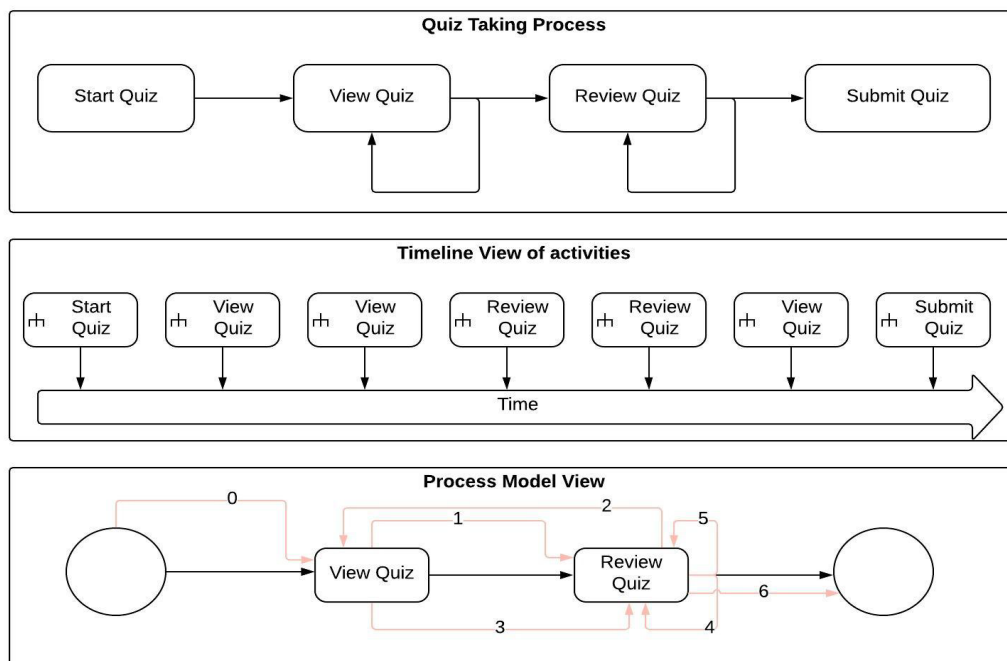 Quiz Taking Process
Start Quiz
View Quiz
Review Quiz
Submit Quiz
Timeline View of activities
Start
Quiz
View
Quiz
View
Quiz
Review
Quiz
Review
Quiz
View
Quiz
Submit
Quiz
Time
Process Model View
0
1
2
5
View Quiz
Review
Quiz
6
3
4